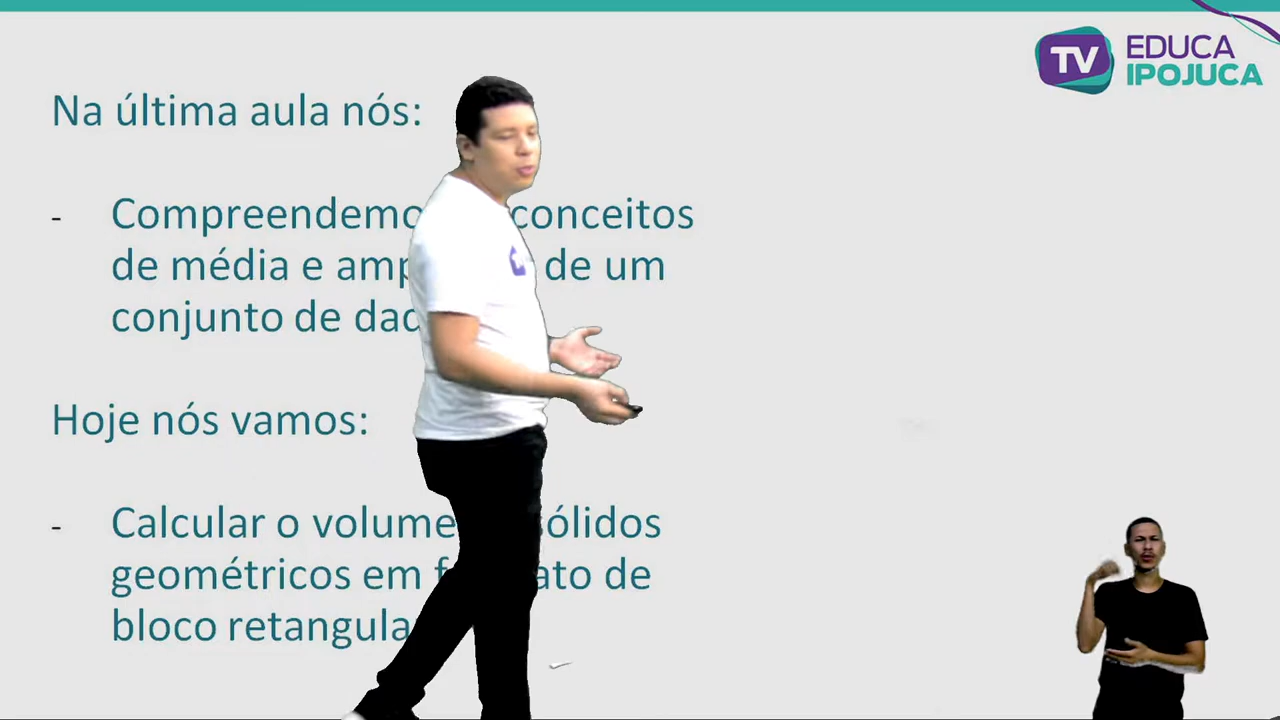 TV EDUCA
IPOJUCA
Na última aula nós:
- Compreendemo conceitos
de média e amp de um
conjunto de dad
Hoje nós vamos:
- Calcular o volume sólidos
geométricos em de
bloco retangula